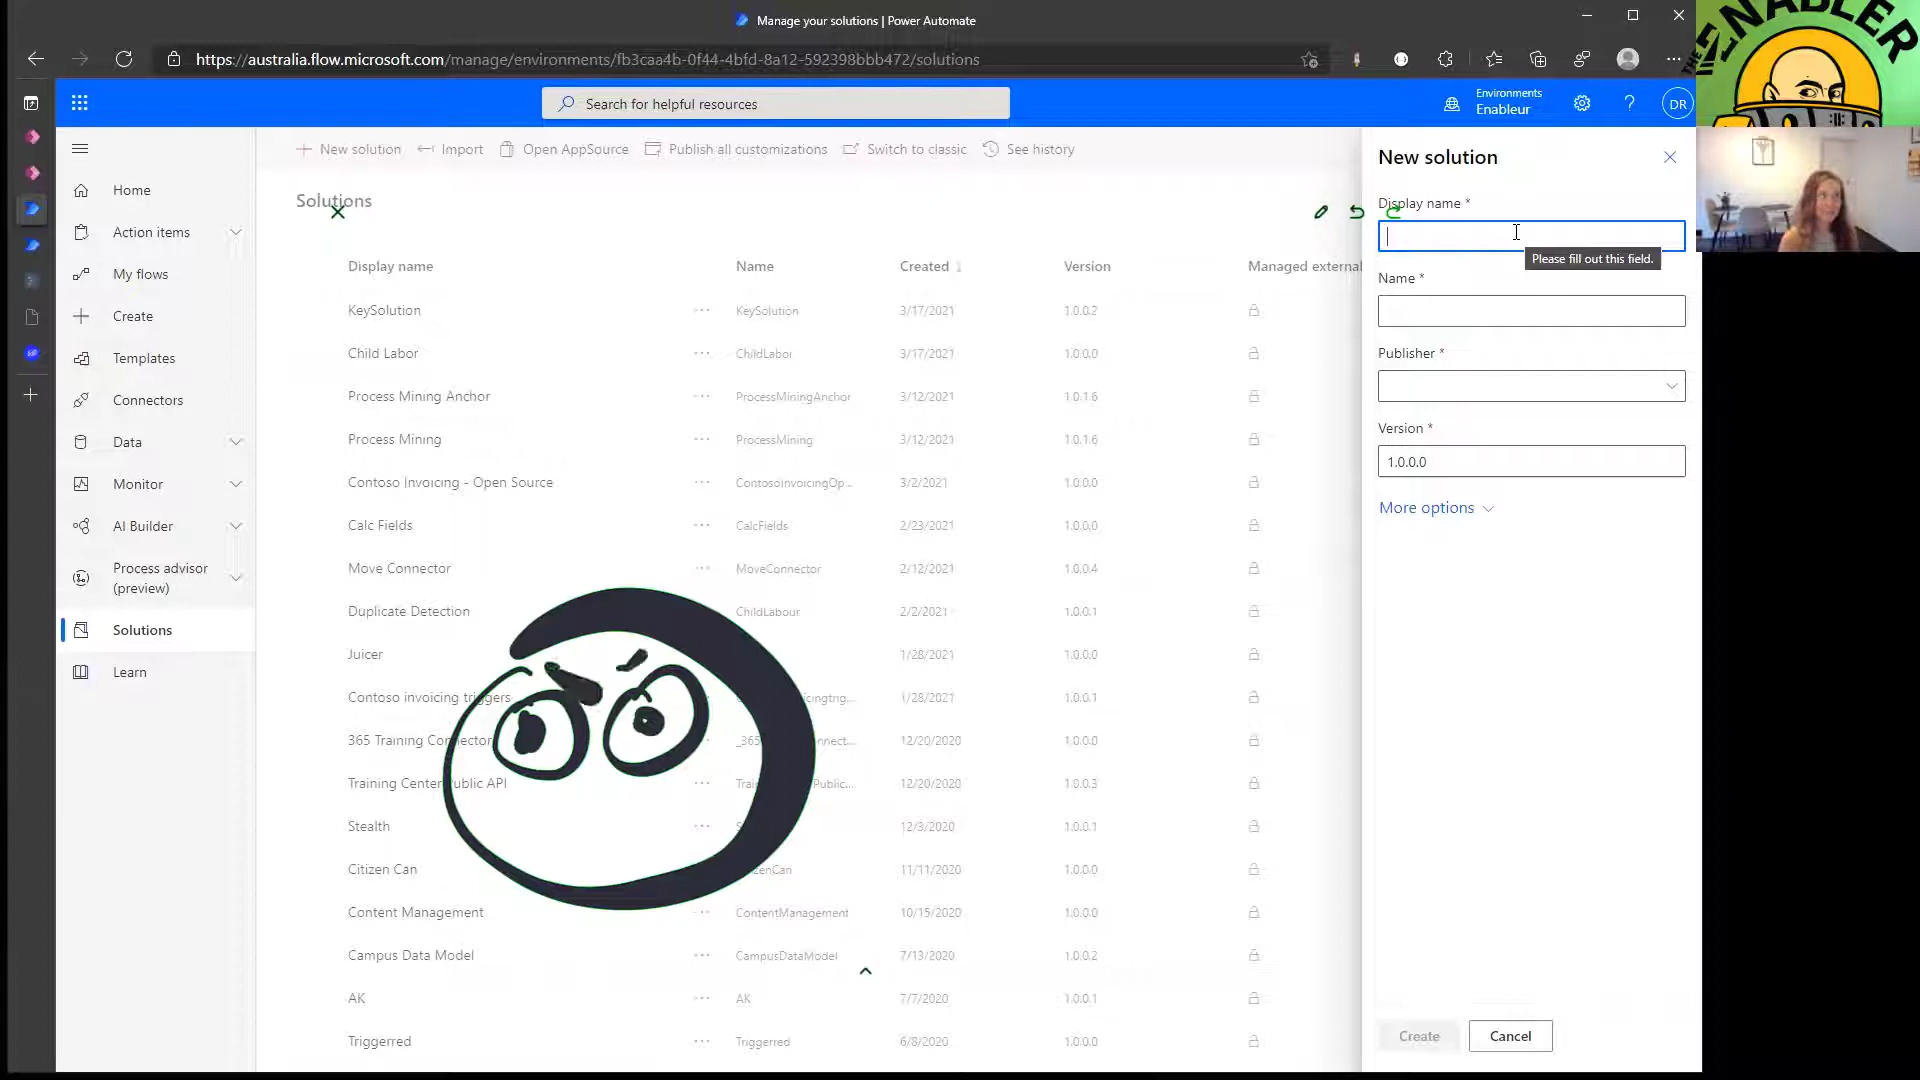 Manage your solutions | Power Automate
https://australia.flow.microsoft.com/manage/environments/fb3caa4b-0f44-4bfd-8a12-592398bbb472/solutions
THE ENABLER
Search for helpful resources
Environments
Enableur
DR
New solution
Import
Open AppSource
Publish all customizations
Switch to classic
See history
Home
Action items
My flows
Create
Templates
Connectors
Data
Monitor
AI Builder
Process advisor
(preview)
Solutions
Learn
Solutions
Display name Name Created Version Managed external
KeySolution ··· KeySolution 3/17/2021 1.0.0.2
Child Labor ··· ChildLabor 3/17/2021 1.0.0.0
Process Mining Anchor ··· ProcessMiningAnchor 3/12/2021 1.0.1.6
Process Mining ··· ProcessMining 3/12/2021 1.0.1.6
Contoso Invoicing - Open Source ··· ContosoInvoicingOp... 3/2/2021 1.0.0.0
Calc Fields ··· CalcFields 2/23/2021 1.0.0.0
Move Connector ··· MoveConnector 2/12/2021 1.0.0.4
Duplicate Detection ChildLabour 2/2/2021 1.0.0.1
Juicer 1/28/2021 1.0.0.0
Contoso invoicing triggers 1/28/2021 1.0.0.1
365 Training Connector 12/20/2020 1.0.0.0
Training Center Public API 12/20/2020 1.0.0.3
Stealth 12/3/2020 1.0.0.1
Citizen Can 11/11/2020 1.0.0.0
Content Management ··· ContentManagement 10/15/2020 1.0.0.0
Campus Data Model ··· CampusDataModel 7/13/2020 1.0.0.2
AK ··· AK 7/7/2020 1.0.0.1
Triggerred ··· Triggerred 6/8/2020 1.0.0.0
New solution
Display name *
Please fill out this field.
Name *
Publisher *
Version *
1.0.0.0
More options
Create
Cancel